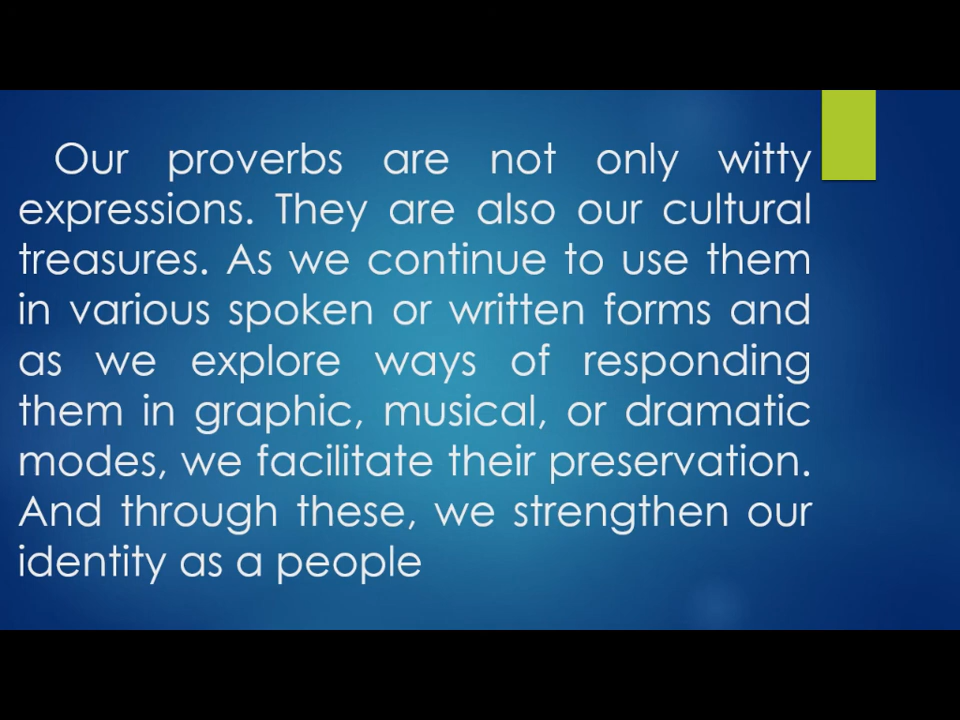 Our proverbs are not only witty
expressions. They are also our cultural
treasures. As we continue to use them
in various spoken or written forms and
as we explore ways of responding
them in graphic, musical, or dramatic
modes, we facilitate their preservation.
And through these, we strengthen our
identity as a people